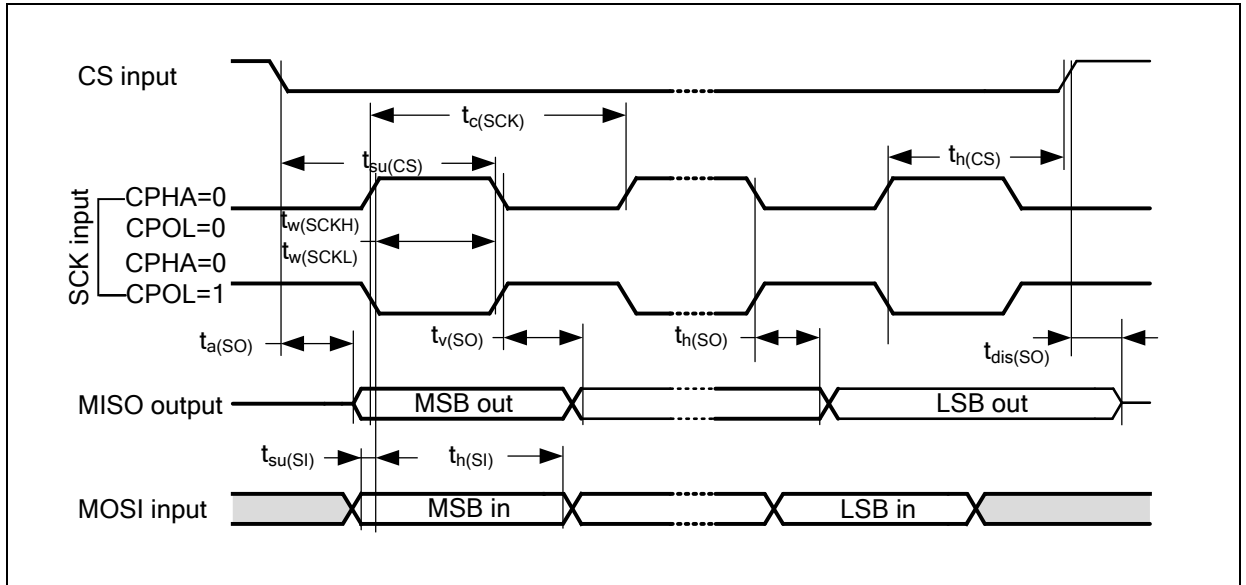 CS input
tc(SCK)
tsu(CS)
th(CS)
SCK input
CPHA=0
CPOL=0
CPHA=0
CPOL=1
tw(SCKH)
tw(SCKL)
ta(SO)
tv(SO)
th(SO)
tdis(SO)
MISO output
MSB out
LSB out
tsu(SI)
th(SI)
MOSI input
MSB in
LSB in